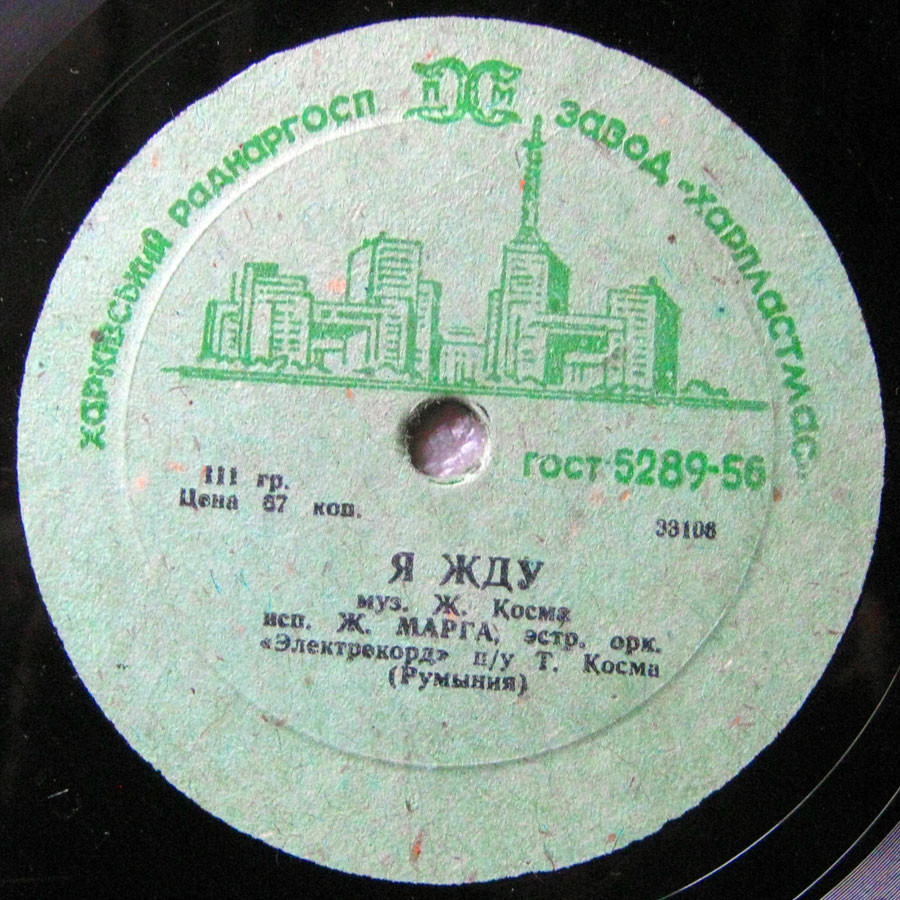 ХАРКІВСЬКИЙ РАДНАРГОСП
ПМ
ЗАВОД "ХАРПЛАСТМАС"
ГОСТ 5289-56
III гр.
Цена 67 коп.
33106
Я ЖДУ
муз. Ж. Косма
исп. Ж. МАРГА, эстр. орк.
«Электрекорд» п/у Т. Косма
(Румыния)